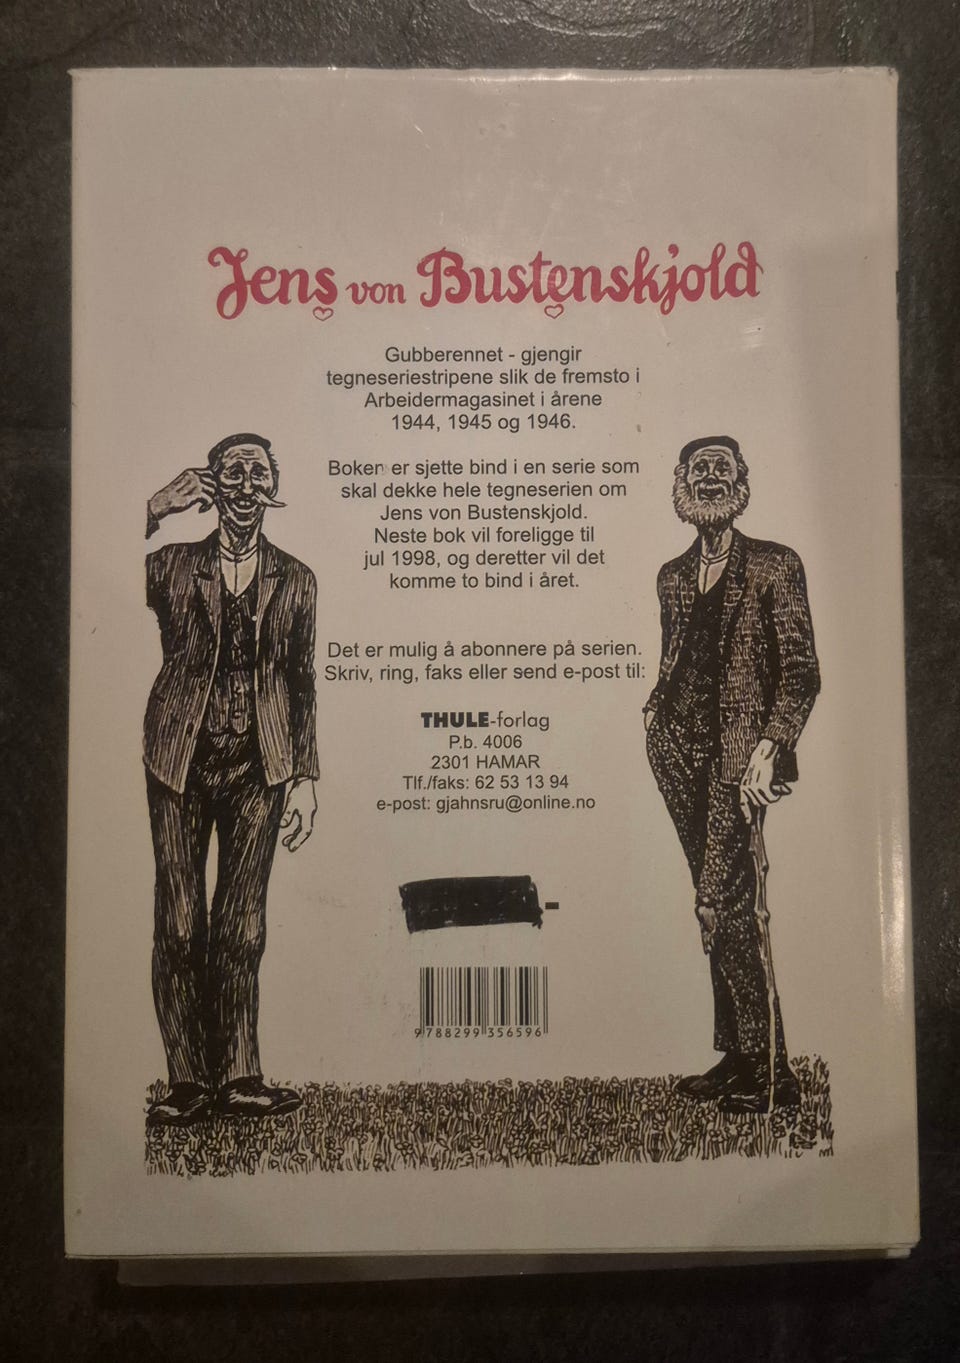 Jens von Bustenskjold
Gubberennet - gjengir
tegneseriestripene slik de fremsto i
Arbeidermagasinet i årene
1944, 1945 og 1946.
Boken er sjette bind i en serie som
skal dekke hele tegneserien om
Jens von Bustenskjold.
Neste bok vil foreligge til
jul 1998, og deretter vil det
komme to bind i året.
Det er mulig å abonnere på serien.
Skriv, ring, faks eller send e-post til:
THULE-forlag
P.b. 4006
2301 HAMAR
Tlf./faks: 62 53 13 94
e-post: gjahnsru@online.no
-
9 788299 356596